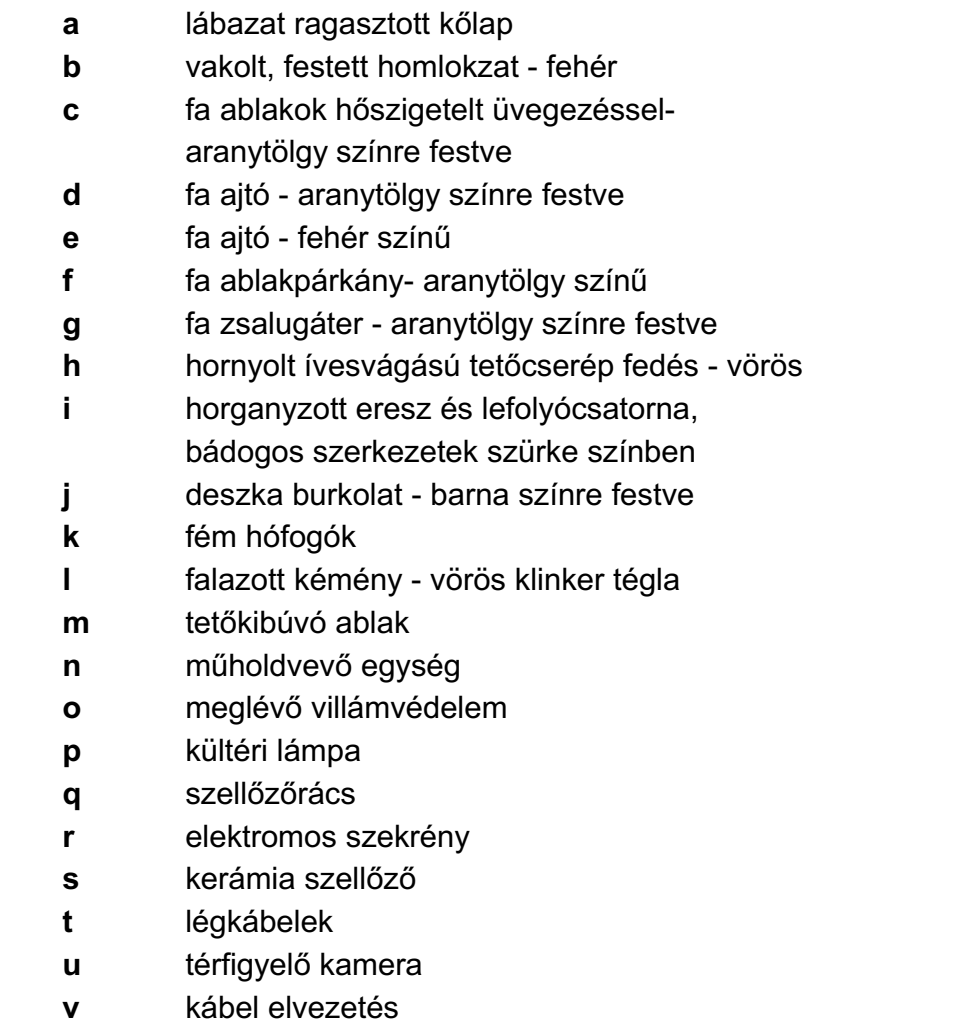 a lábazat ragasztott kőlap
b vakolt, festett homlokzat - fehér
c fa ablakok hőszigetelt üvegezéssel-
aranytölgy színre festve
d fa ajtó - aranytölgy színre festve
e fa ajtó - fehér színű
f fa ablakpárkány- aranytölgy színű
g fa zsalugáter - aranytölgy színre festve
h hornyolt ívesvágású tetőcserép fedés - vörös
i horganyzott eresz és lefolyócsatorna,
bádogos szerkezetek szürke színben
j deszka burkolat - barna színre festve
k fém hófogók
l falazott kémény - vörös klinker tégla
m tetőkibúvó ablak
n műholdvevő egység
o meglévő villámvédelem
p kültéri lámpa
q szellőzőrács
r elektromos szekrény
s kerámia szellőző
t légkábelek
u térfigyelő kamera
v kábel elvezetés